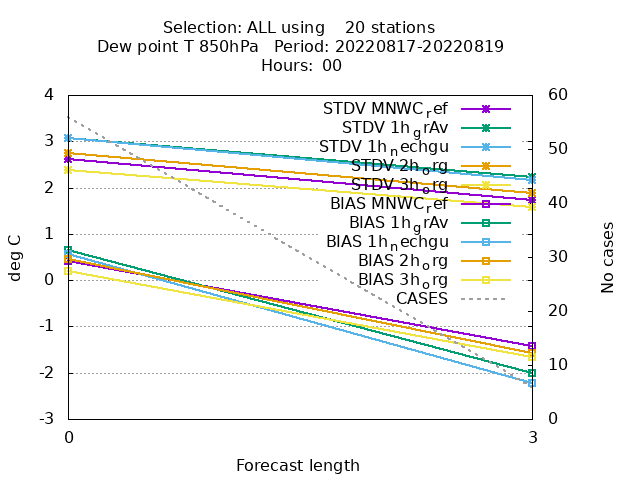 Selection: ALL using    20 stations
Dew point T 850hPa   Period: 20220817-20220819
Hours: 00
4
3
2
1
0
-1
-2
-3
deg C
60
50
40
30
20
10
0
No cases
STDV MNWC_ref
STDV 1h_grAv
STDV 1h_nechgu
STDV 2h_org
STDV 3h_org
BIAS MNWC_ref
BIAS 1h_grAv
BIAS 1h_nechgu
BIAS 2h_org
BIAS 3h_org
CASES
0 3
Forecast length